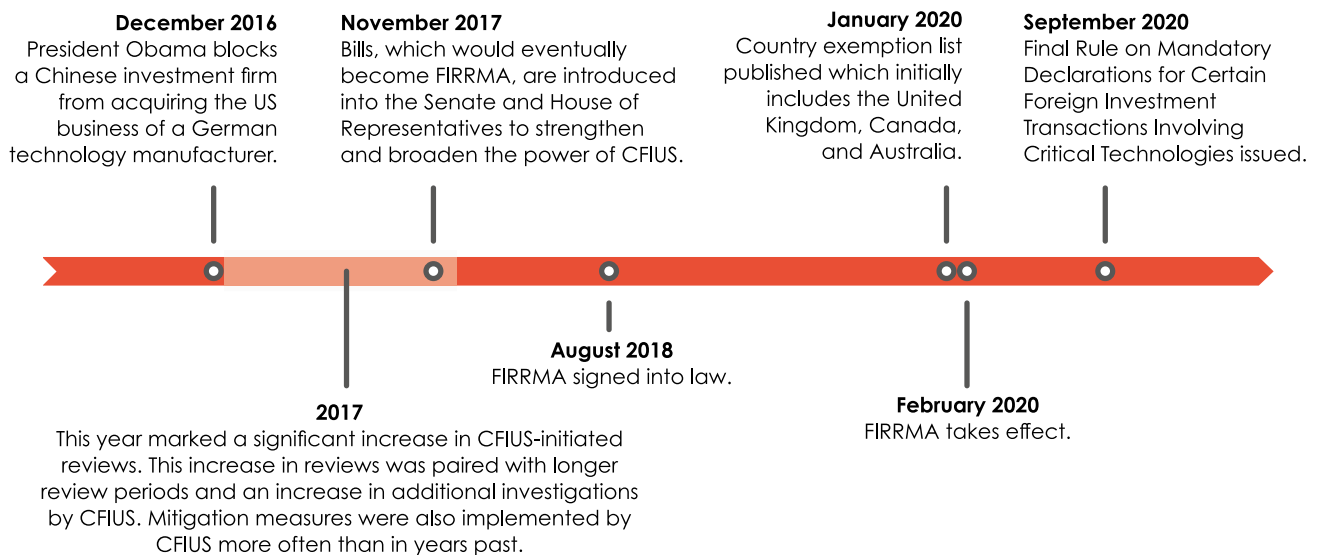 December 2016
President Obama blocks
a Chinese investment firm
from acquiring the US
business of a German
technology manufacturer.
November 2017
Bills, which would eventually
become FIRRMA, are introduced
into the Senate and House of
Representatives to strengthen
and broaden the power of CFIUS.
January 2020
Country exemption list
published which initially
includes the United
Kingdom, Canada,
and Australia.
September 2020
Final Rule on Mandatory
Declarations for Certain
Foreign Investment
Transactions Involving
Critical Technologies issued.
2017
This year marked a significant increase in CFIUS-initiated
reviews. This increase in reviews was paired with longer
review periods and an increase in additional investigations
by CFIUS. Mitigation measures were also implemented by
CFIUS more often than in years past.
August 2018
FIRRMA signed into law.
February 2020
FIRRMA takes effect.